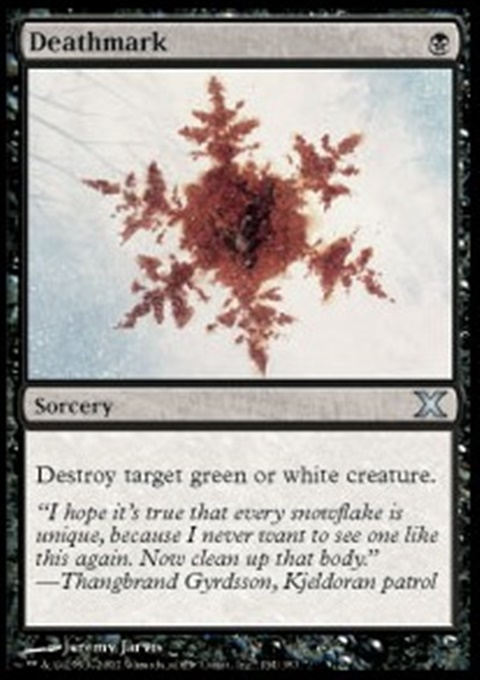 Deathmark
Sorcery
Destroy target green or white creature.
“I hope it’s true that every snowflake is
unique, because I never want to see one like
this again. Now clean up that body.”
—Thangbrand Gyrdsson, Kjeldoran patrol
Jeremy Jarvis